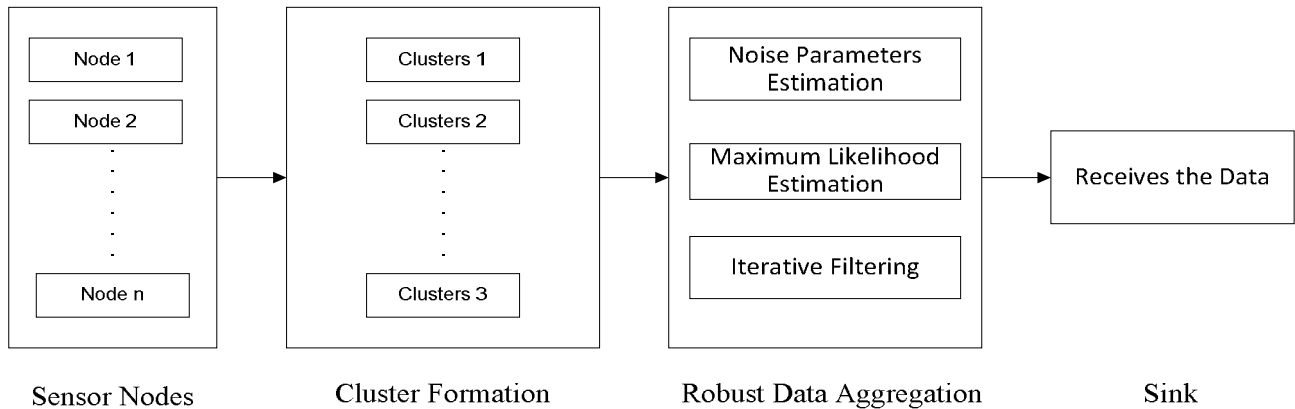 Node 1
Node 2
Node n
Clusters 1
Clusters 2
Clusters 3
Noise Parameters
Estimation
Maximum Likelihood
Estimation
Iterative Filtering
Receives the Data
Sensor Nodes
Cluster Formation
Robust Data Aggregation
Sink